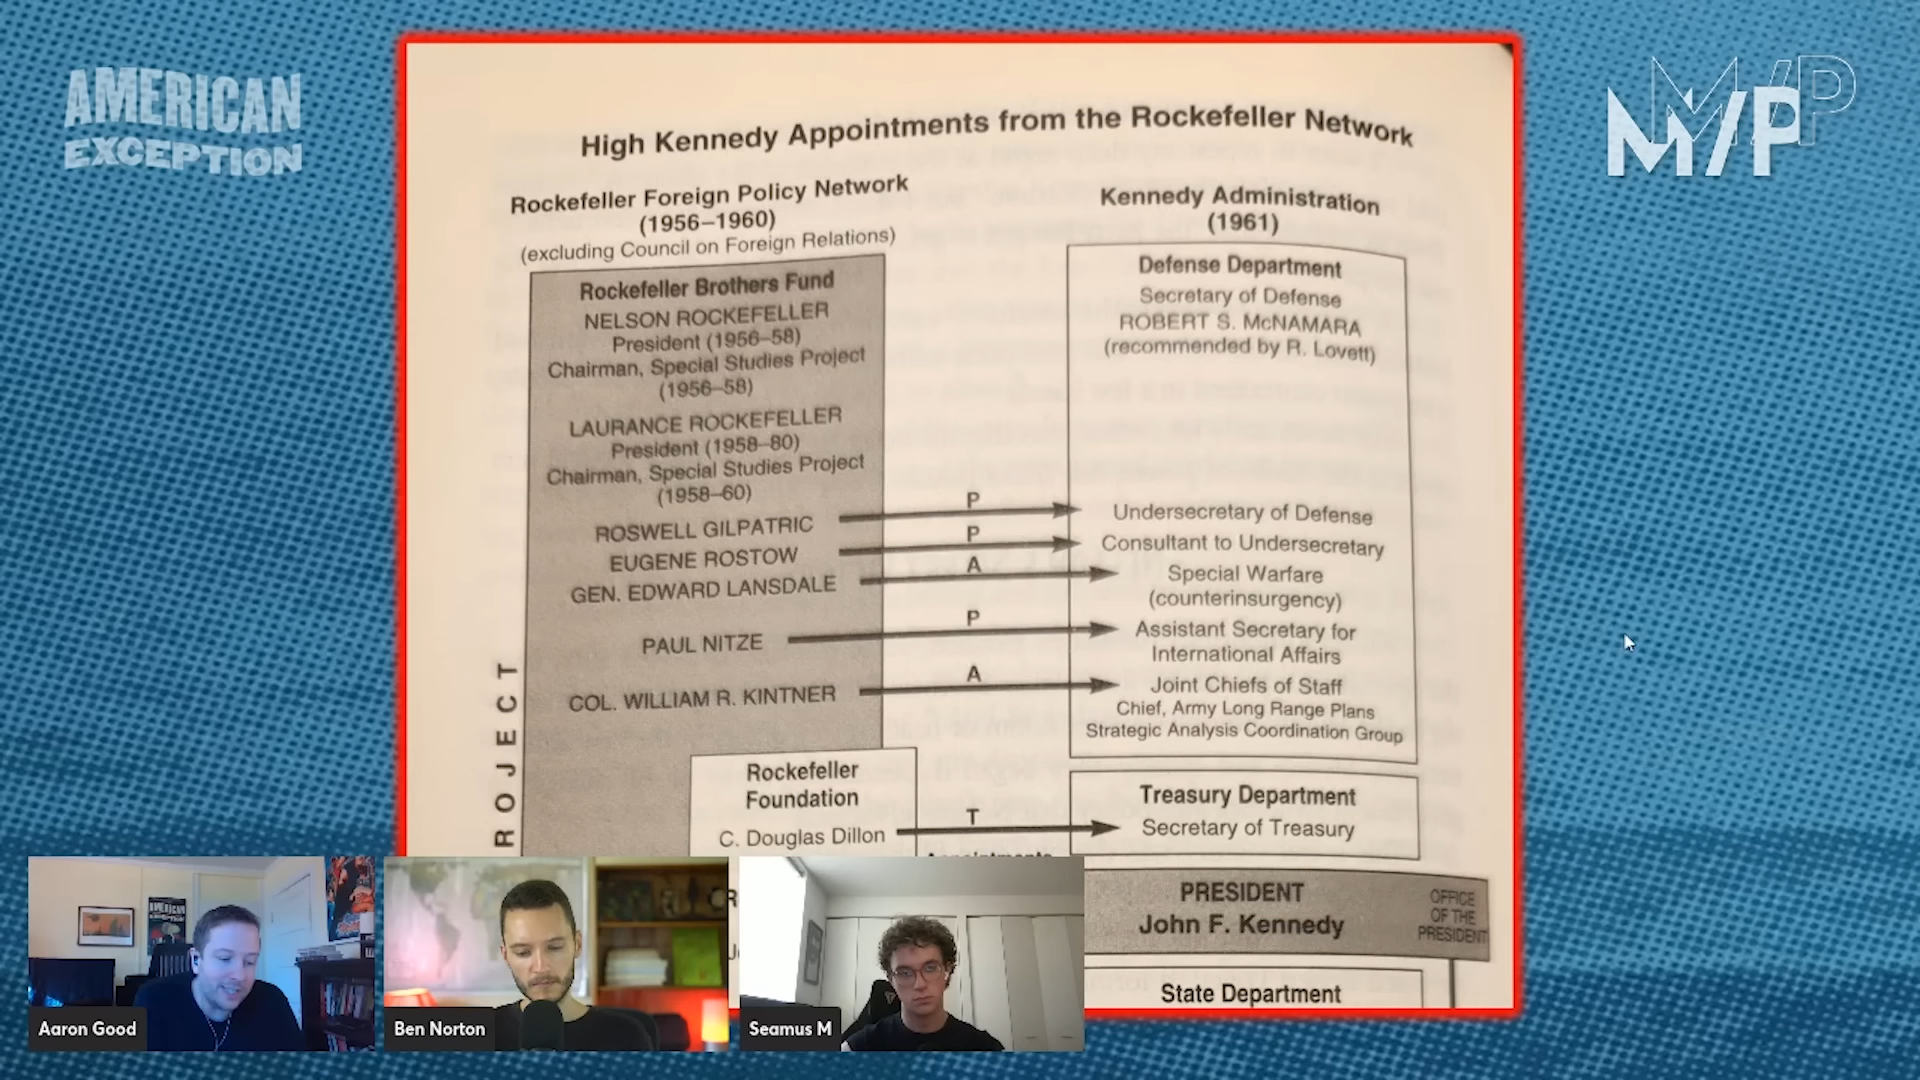 AMERICAN
EXCEPTION
M/P
M/P
High Kennedy Appointments from the Rockefeller Network
Rockefeller Foreign Policy Network
(1956–1960)
(excluding Council on Foreign Relations)
Rockefeller Brothers Fund
NELSON ROCKEFELLER
President (1956–58)
Chairman, Special Studies Project
(1956–58)
LAURANCE ROCKEFELLER
President (1958–80)
Chairman, Special Studies Project
(1958–60)
ROSWELL GILPATRIC
EUGENE ROSTOW
GEN. EDWARD LANSDALE
PAUL NITZE
COL. WILLIAM R. KINTNER
ROJECT
Rockefeller
Foundation
C. Douglas Dillon
P
P
A
P
A
T
Appointments
Kennedy Administration
(1961)
Defense Department
Secretary of Defense
ROBERT S. McNAMARA
(recommended by R. Lovett)
Undersecretary of Defense
Consultant to Undersecretary
Special Warfare
(counterinsurgency)
Assistant Secretary for
International Affairs
Joint Chiefs of Staff
Chief, Army Long Range Plans
Strategic Analysis Coordination Group
Treasury Department
Secretary of Treasury
PRESIDENT
John F. Kennedy
OFFICE
OF THE
PRESIDENT
State Department
AMERICAN
EXCEPTION
Aaron Good
Ben Norton
Seamus M